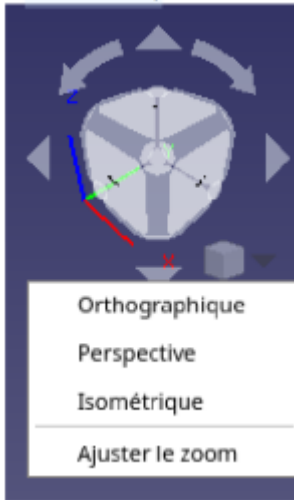 Z
Y
X
Orthographique
Perspective
Isométrique
Ajuster le zoom